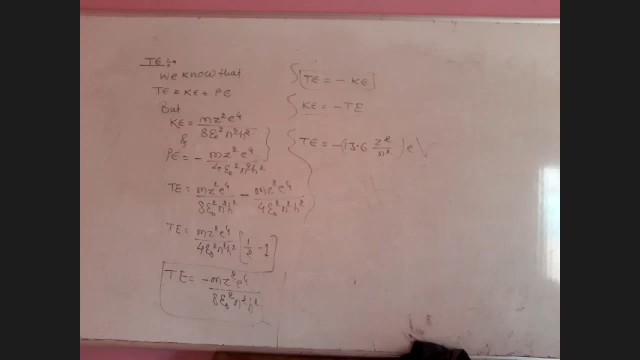 TE :-
We know that
TE = KE + PE
But
KE = mz²e⁴ / 8ε₀²n²h²
&
PE = - mz²e⁴ / 4ε₀²n²h²
TE = mz²e⁴ / 8ε₀²n²h² - mz²e⁴ / 4ε₀²n²h²
TE = mz²e⁴ / 4ε₀²n²h² [1/2 - 1]
TE = -mz²e⁴ / 8ε₀²n²h²
[TE = - KE]
KE = - TE
TE = -(13.6 z²/n²) eV